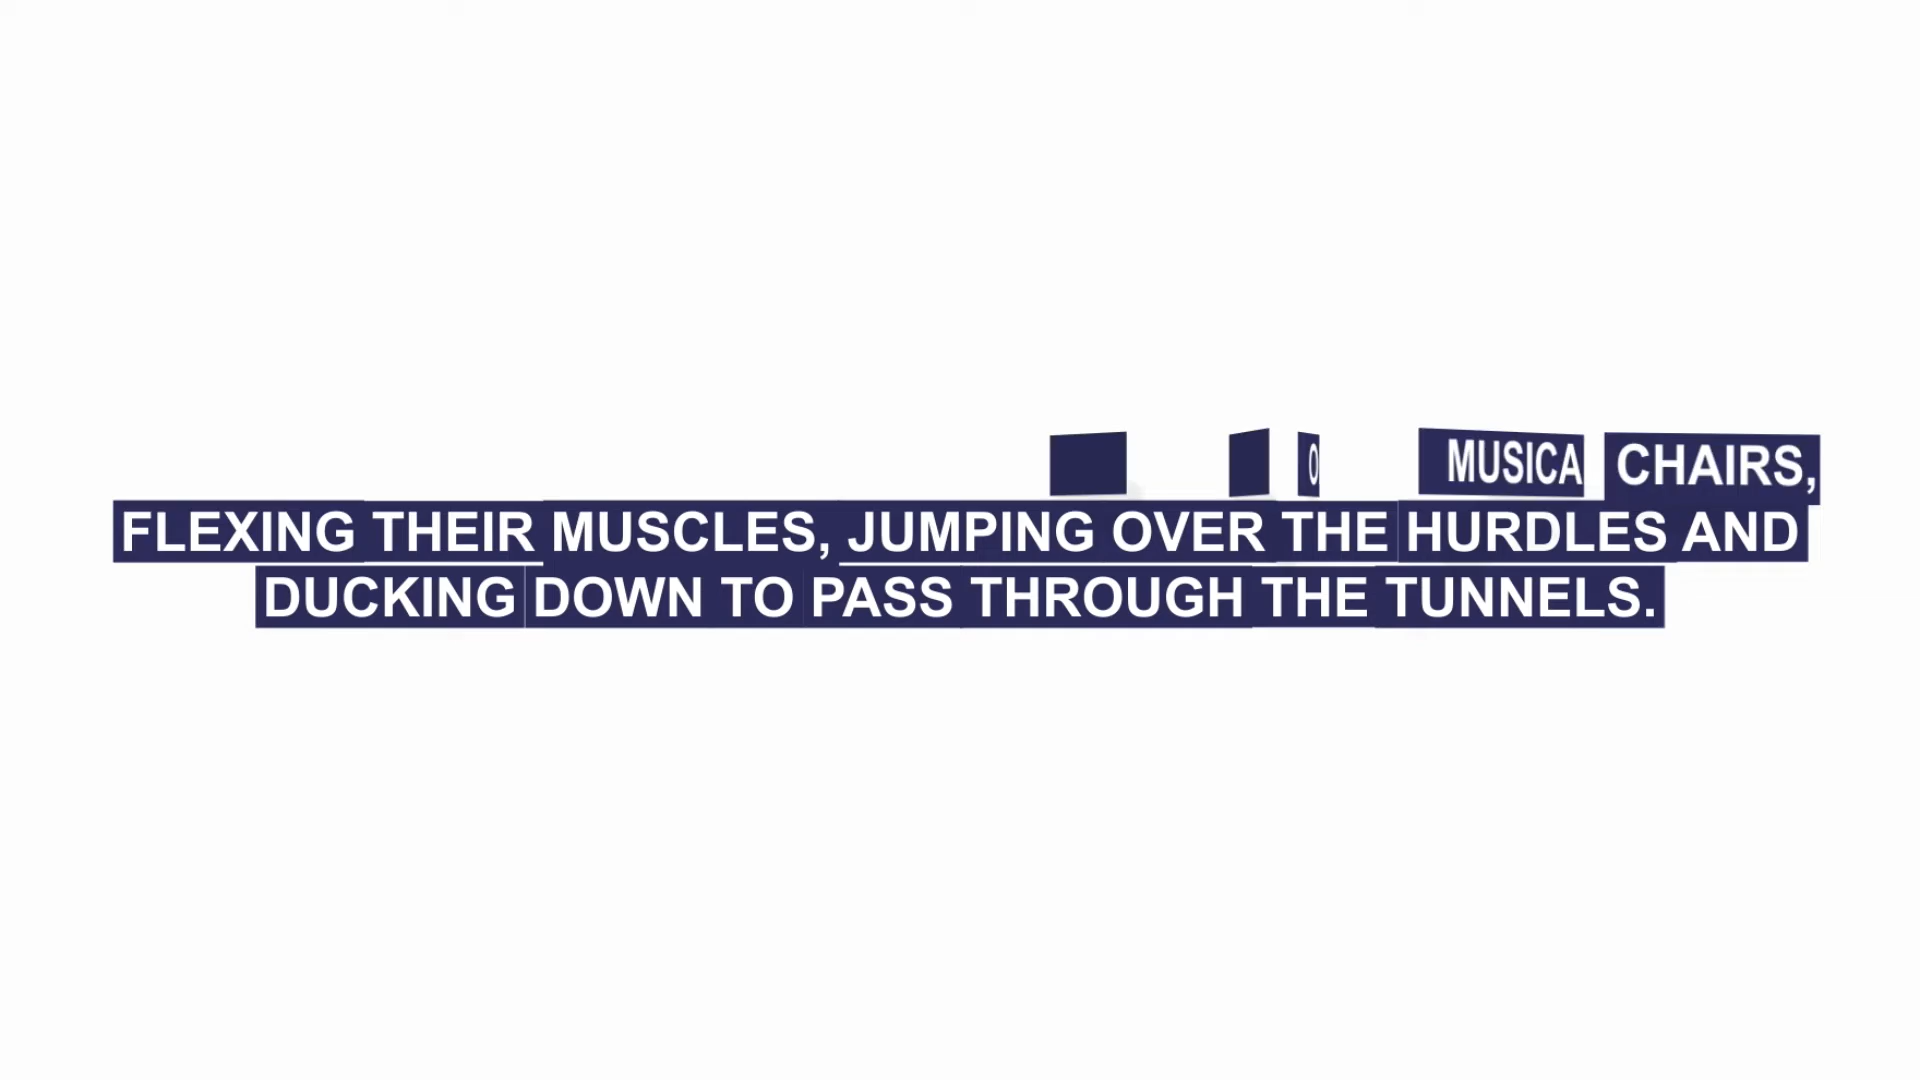 MUSICA CHAIRS,
FLEXING THEIR MUSCLES, JUMPING OVER THE HURDLES AND
DUCKING DOWN TO PASS THROUGH THE TUNNELS.